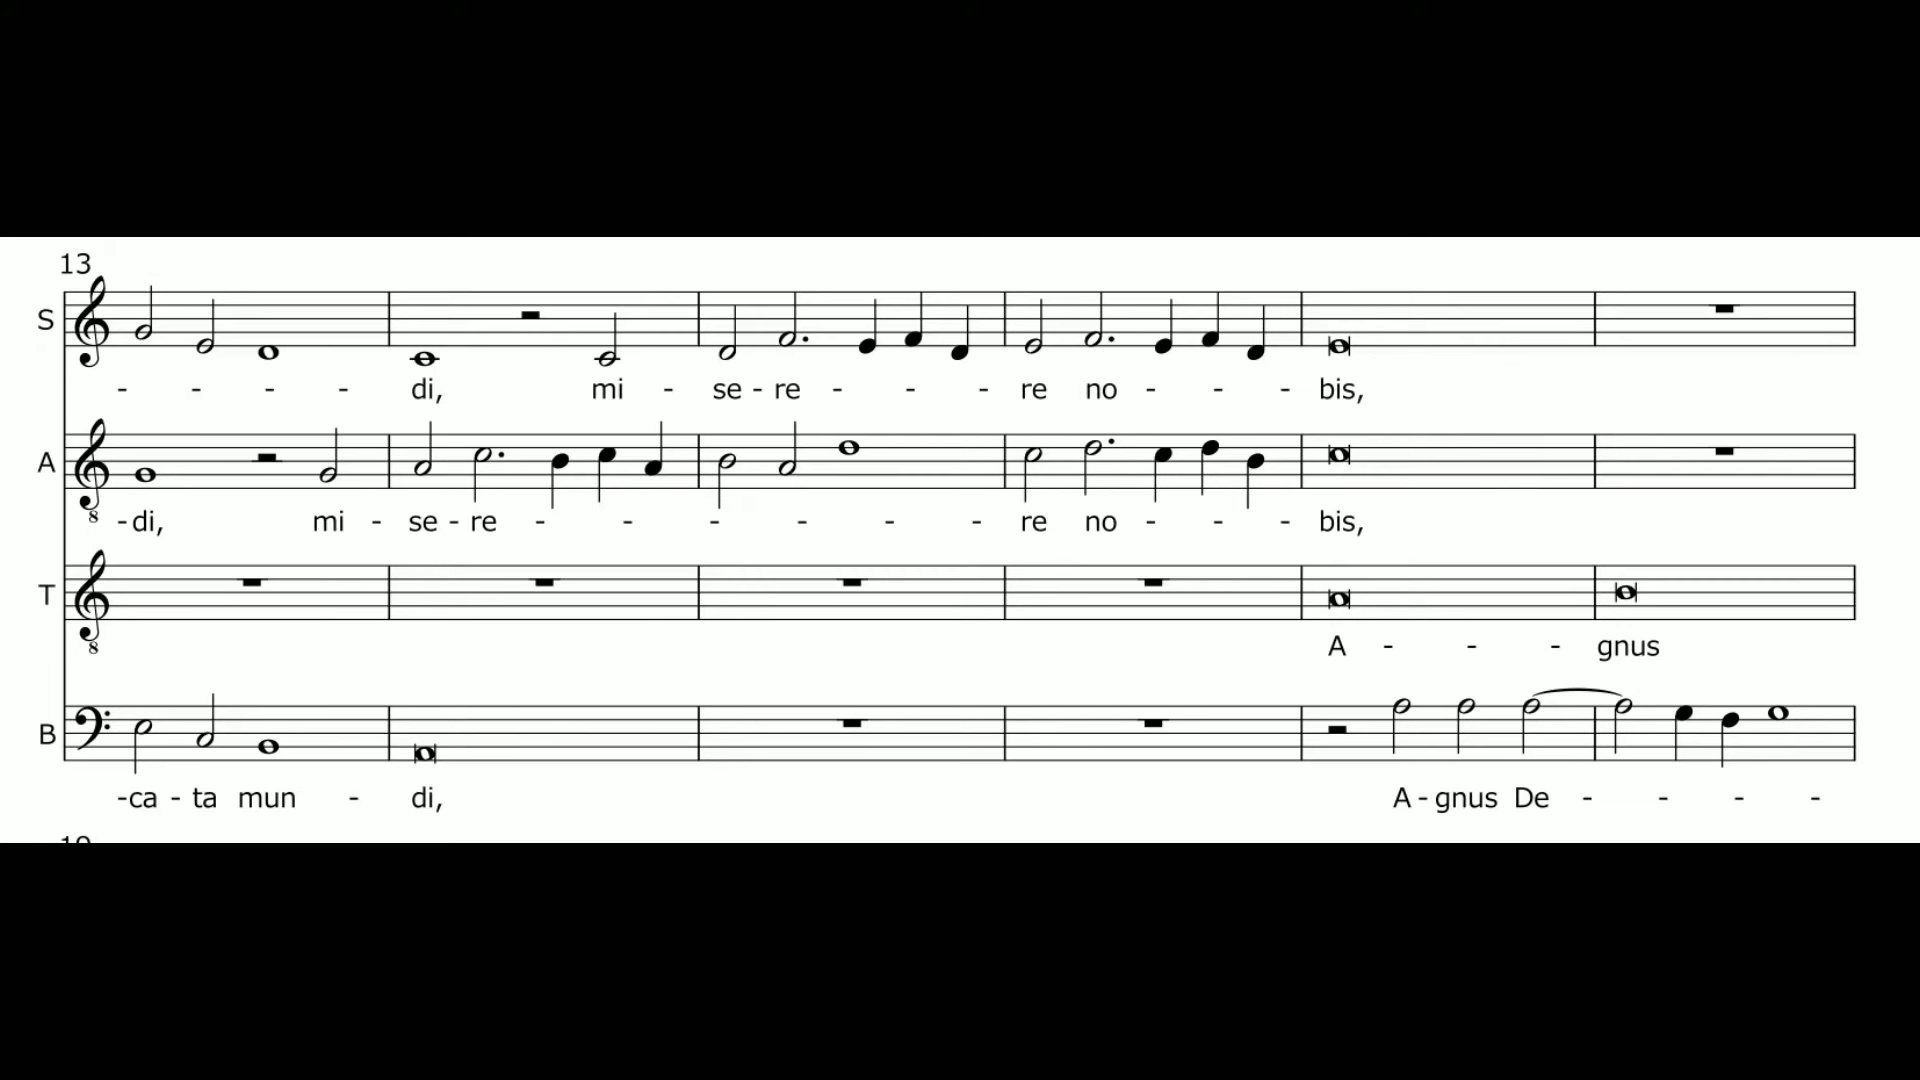 13
S
- - - - di, mi - se - re - - - re no - - - bis,
A
8
- di, mi - se - re - - - - - - re no - - - bis,
T
8
A - - - gnus
B
-ca - ta mun - di, A - gnus De - - - -